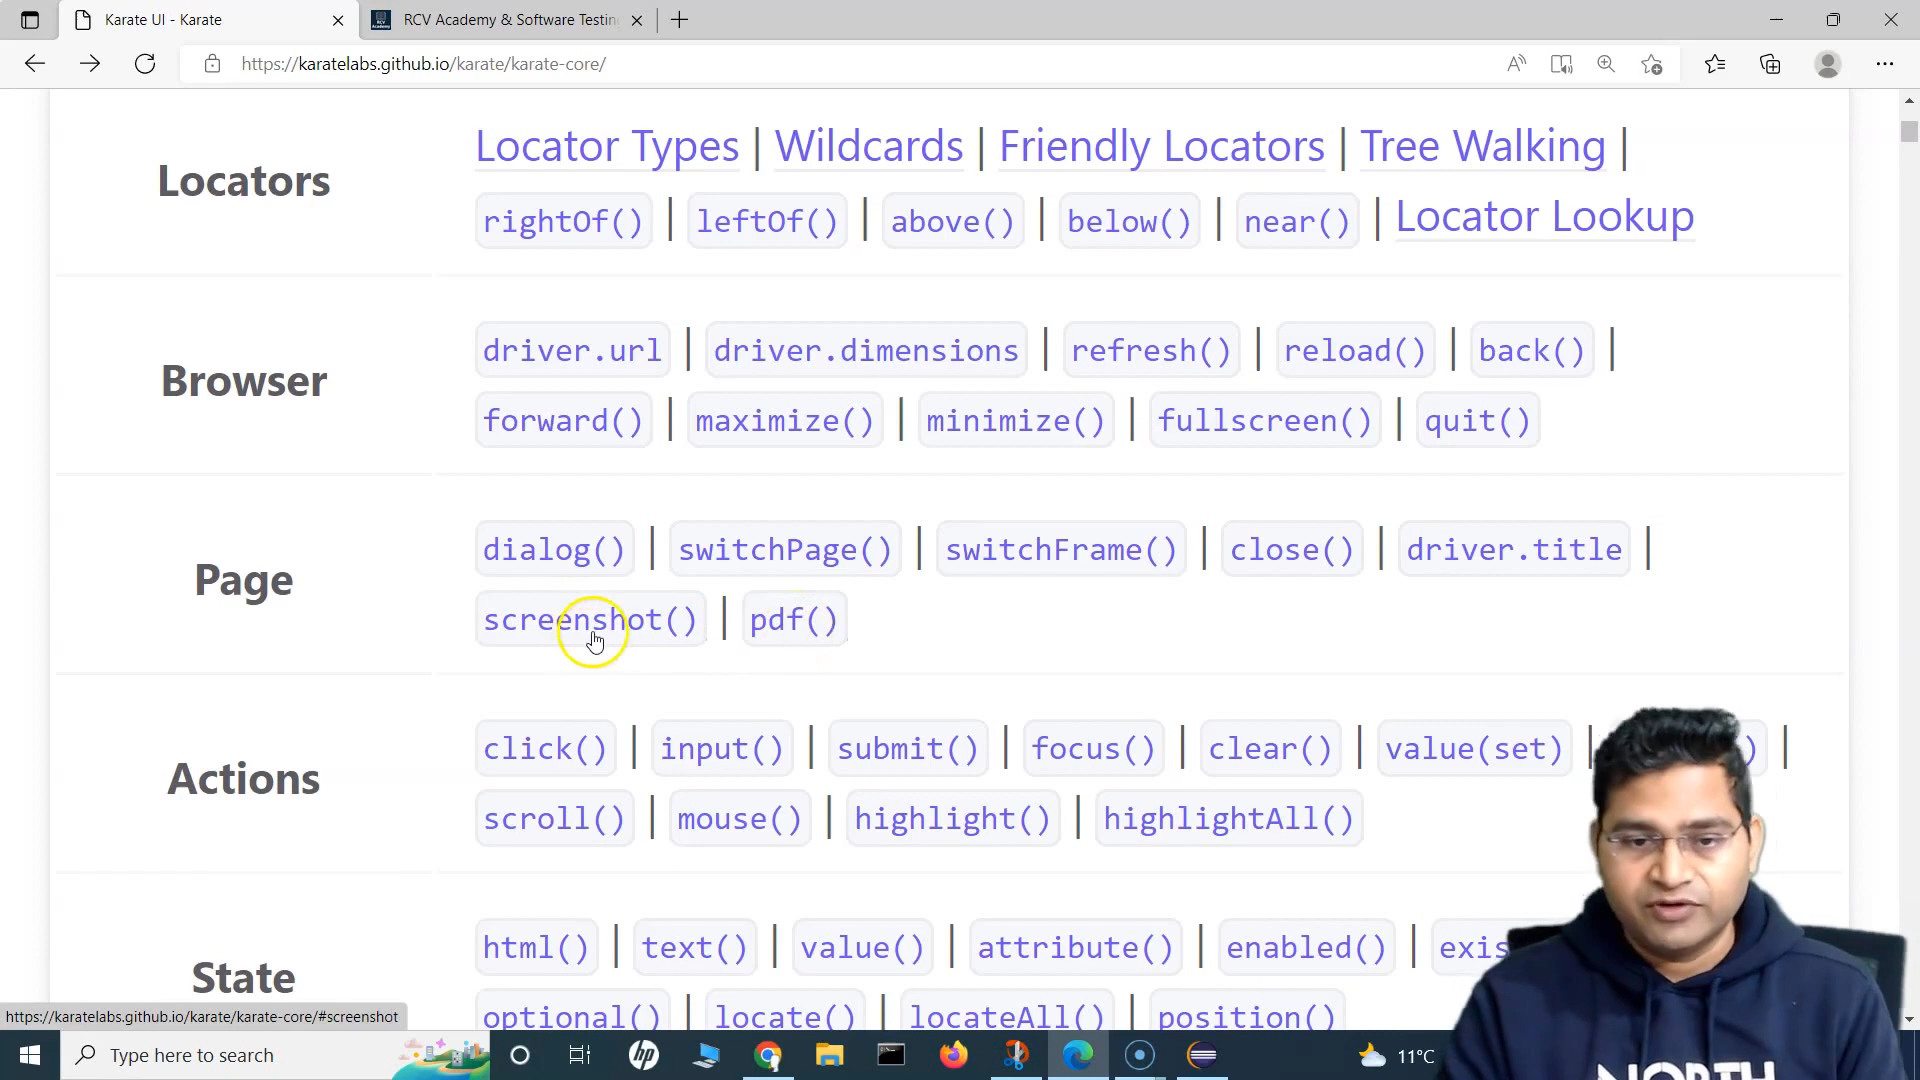 Karate UI - Karate
RCV Academy & Software Testin
https://karatelabs.github.io/karate/karate-core/
Locators
Locator Types | Wildcards | Friendly Locators | Tree Walking |
rightOf() | leftOf() | above() | below() | near() | Locator Lookup
Browser
driver.url | driver.dimensions | refresh() | reload() | back() |
forward() | maximize() | minimize() | fullscreen() | quit()
Page
dialog() | switchPage() | switchFrame() | close() | driver.title |
screenshot() | pdf()
Actions
click() | input() | submit() | focus() | clear() | value(set) | ) |
scroll() | mouse() | highlight() | highlightAll()
State
html() | text() | value() | attribute() | enabled() | exis
optional() | locate() | locateAll() | position()
https://karatelabs.github.io/karate/karate-core/#screenshot
Type here to search
11°C
NORTH